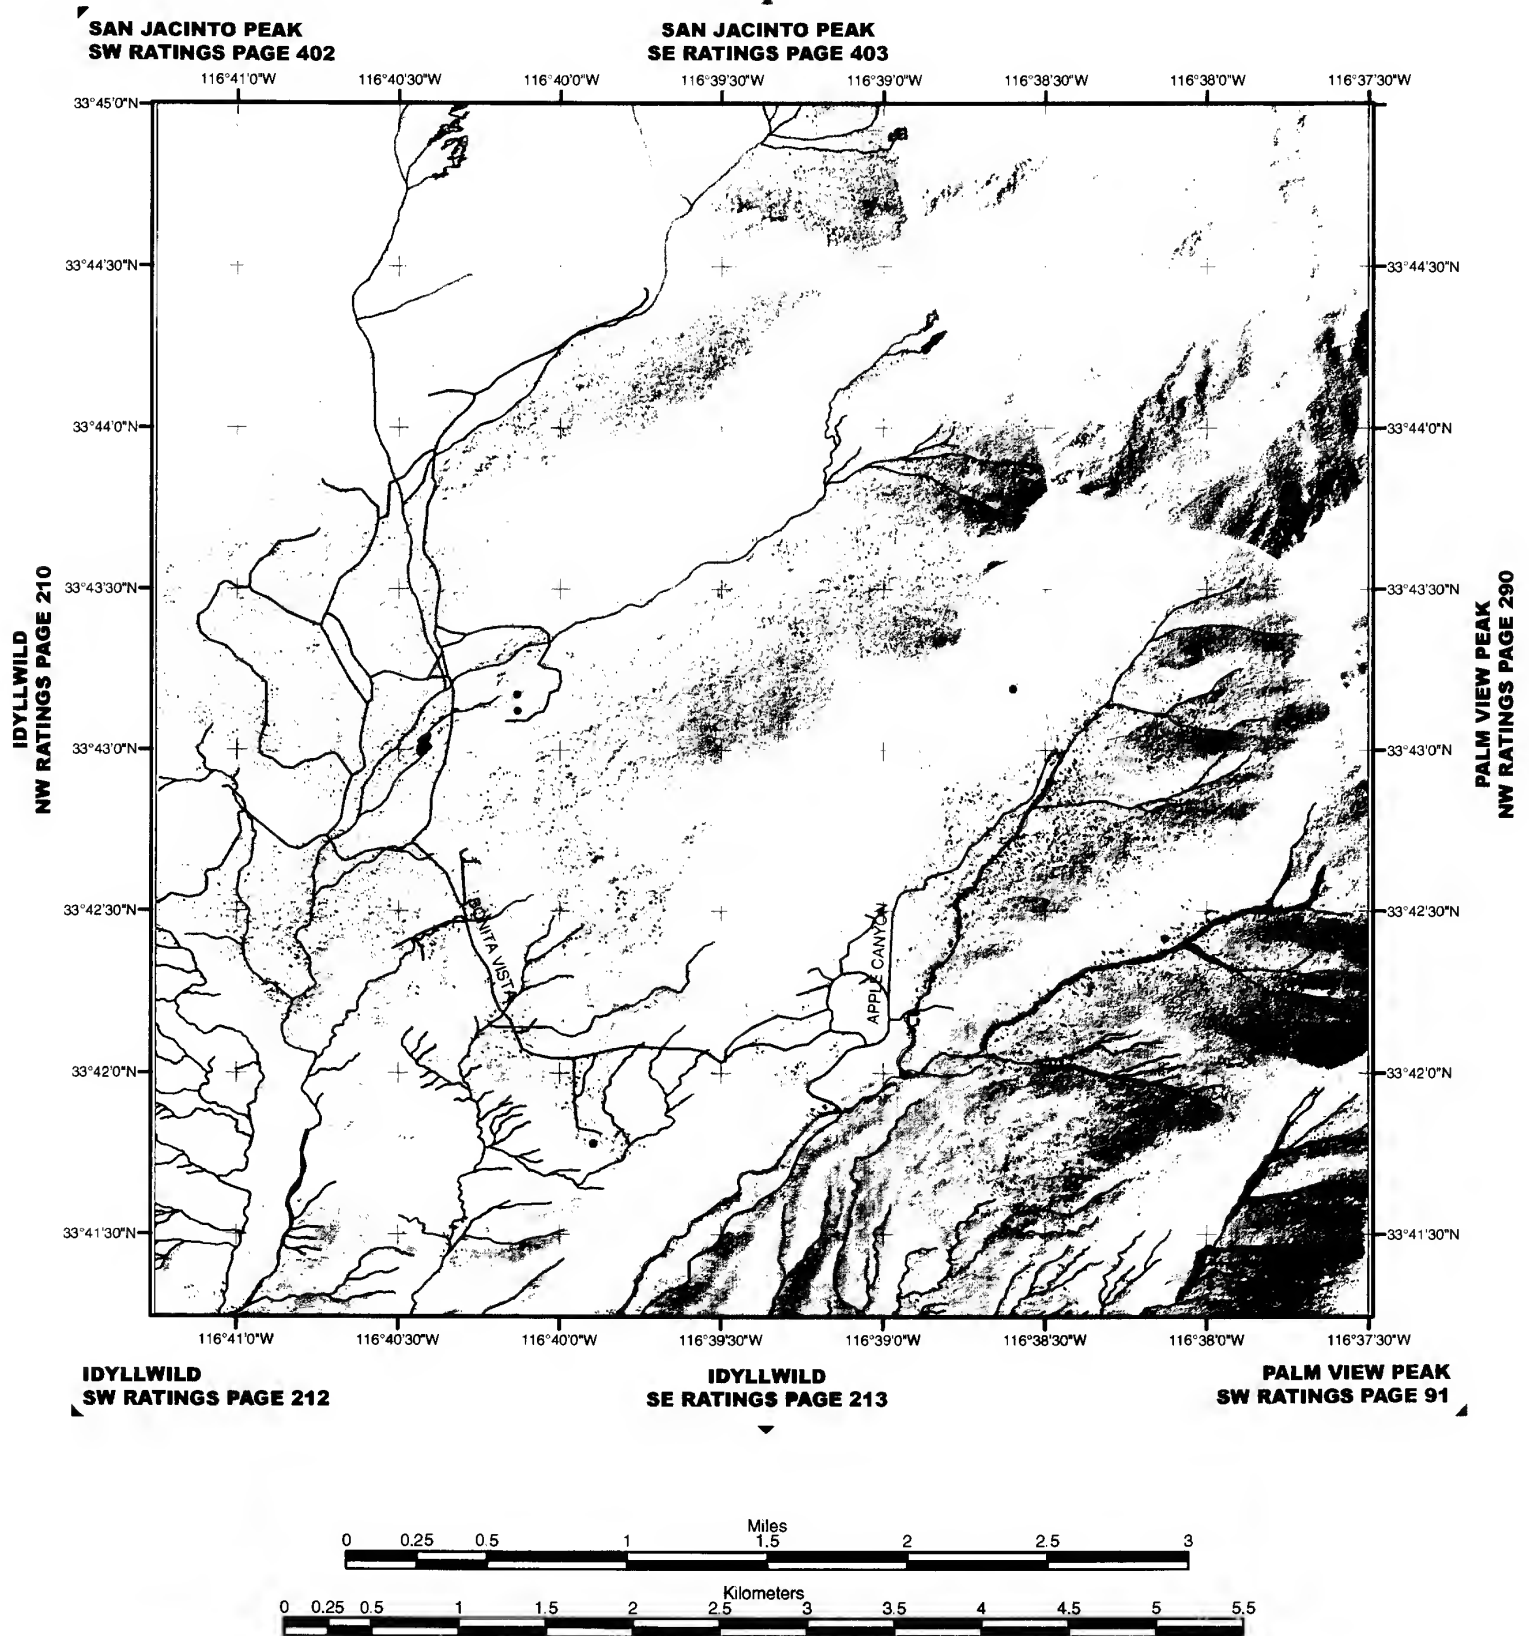 SAN JACINTO PEAK
SW RATINGS PAGE 402
SAN JACINTO PEAK
SE RATINGS PAGE 403
116°41'0"W 116°40'30"W 116°40'0"W 116°39'30"W 116°39'0"W 116°38'30"W 116°38'0"W 116°37'30"W
33°45'0"N
33°44'30"N 33°44'30"N
33°44'0"N 33°44'0"N
33°43'30"N 33°43'30"N
IDYLLWILD
NW RATINGS PAGE 210
PALM VIEW PEAK
NW RATINGS PAGE 290
33°43'0"N 33°43'0"N
33°42'30"N 33°42'30"N
BONITA VISTA
APPLE CANYON
33°42'0"N 33°42'0"N
33°41'30"N 33°41'30"N
116°41'0"W 116°40'30"W 116°40'0"W 116°39'30"W 116°39'0"W 116°38'30"W 116°38'0"W 116°37'30"W
IDYLLWILD
SW RATINGS PAGE 212
IDYLLWILD
SE RATINGS PAGE 213
PALM VIEW PEAK
SW RATINGS PAGE 91
Miles
0 0.25 0.5 1 1.5 2 2.5 3
Kilometers
0 0.25 0.5 1 1.5 2 2.5 3 3.5 4 4.5 5 5.5